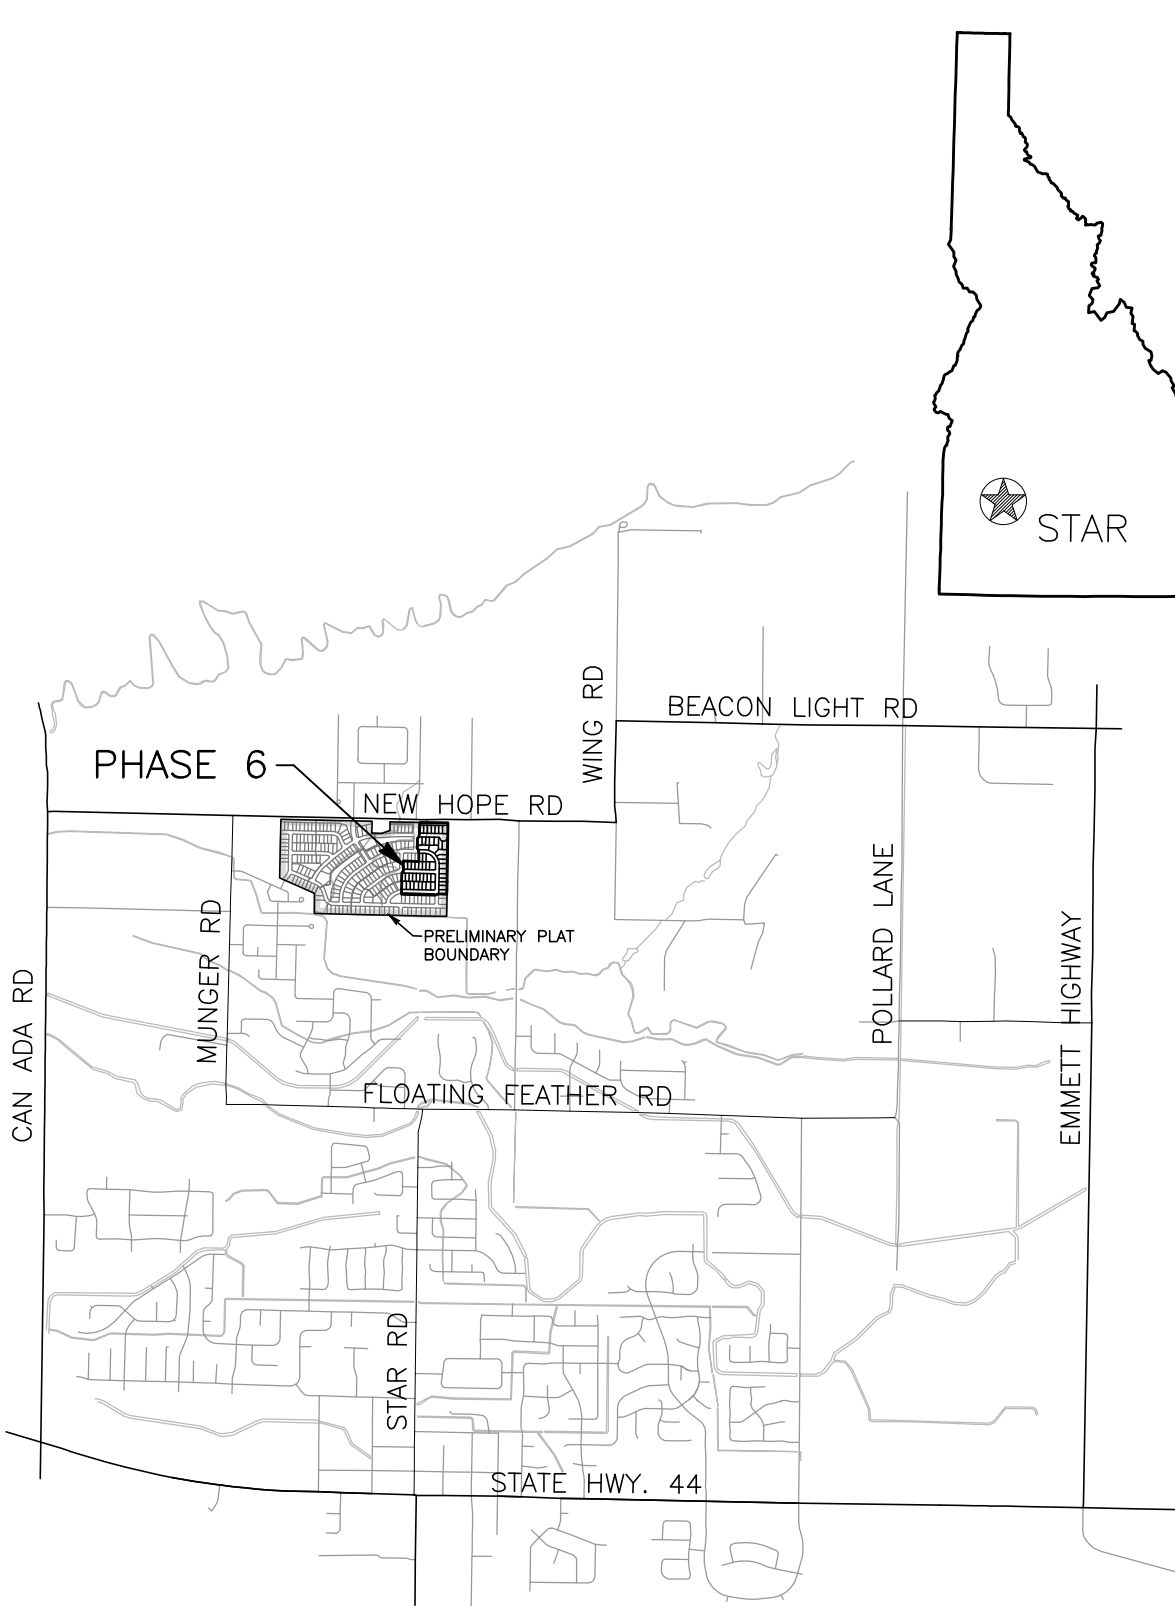 STAR
WING RD
BEACON LIGHT RD
PHASE 6
NEW HOPE RD
POLLARD LANE
MUNGER RD
PRELIMINARY PLAT
BOUNDARY
EMMETT HIGHWAY
CAN ADA RD
FLOATING FEATHER RD
STAR RD
STATE HWY. 44